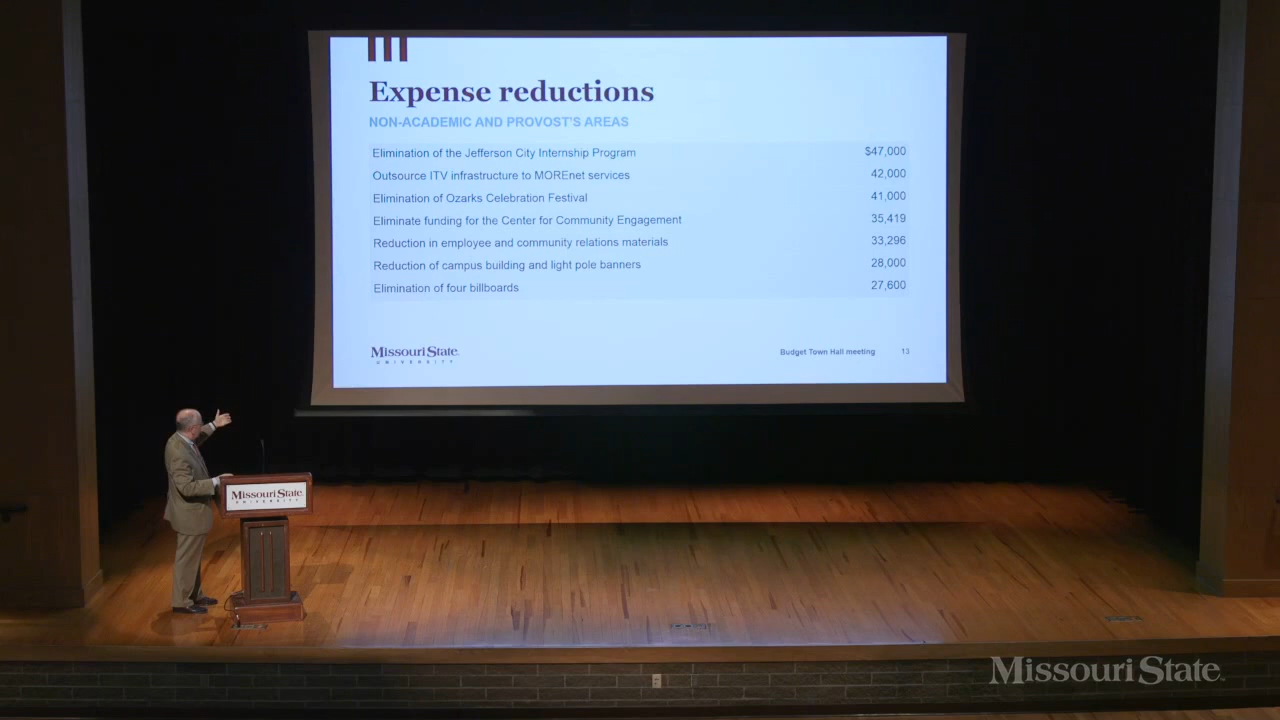 Expense reductions
NON-ACADEMIC AND PROVOST'S AREAS
Elimination of the Jefferson City Internship Program $47,000
Outsource ITV infrastructure to MOREnet services 42,000
Elimination of Ozarks Celebration Festival 41,000
Eliminate funding for the Center for Community Engagement 35,419
Reduction in employee and community relations materials 33,296
Reduction of campus building and light pole banners 28,000
Elimination of four billboards 27,600
Missouri State
UNIVERSITY
Budget Town Hall meeting 13
Missouri State
UNIVERSITY
Missouri State